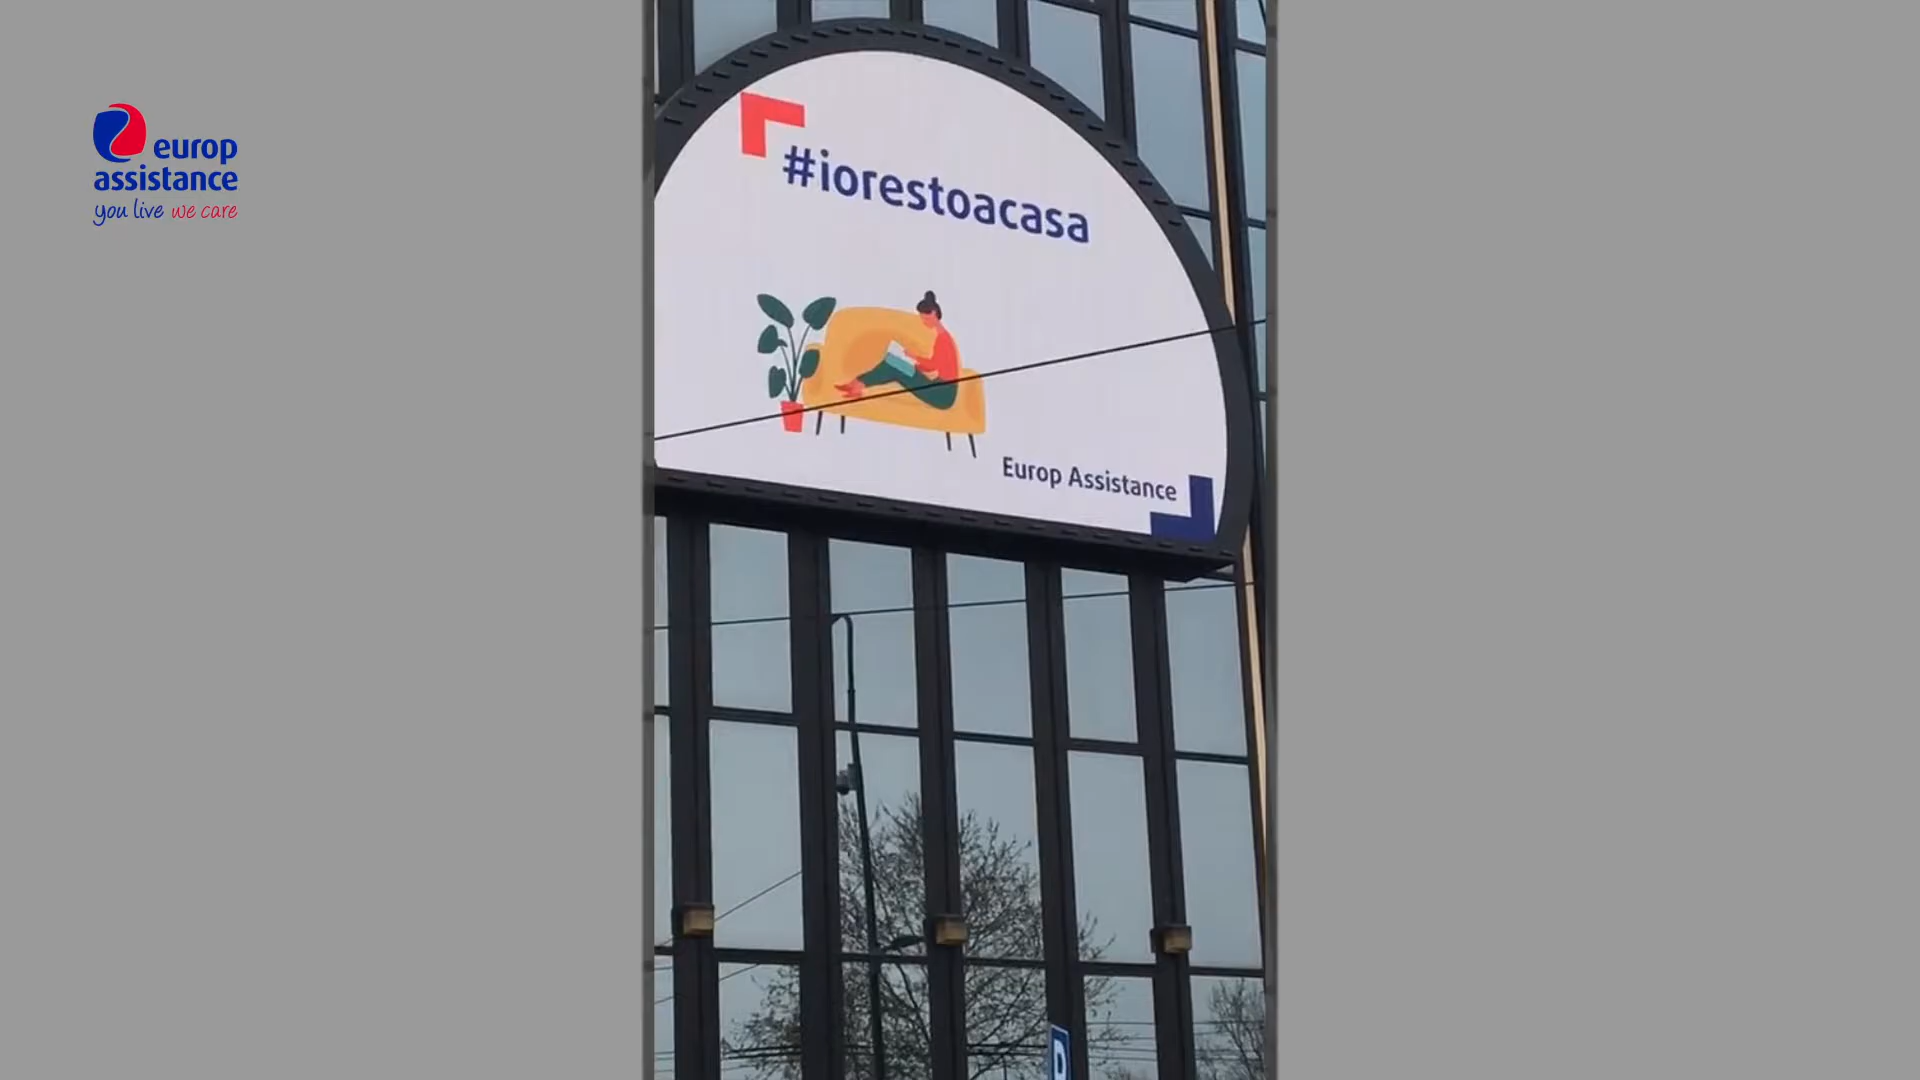 europ
assistance
you live we care
#iorestoacasa
Europ Assistance
D